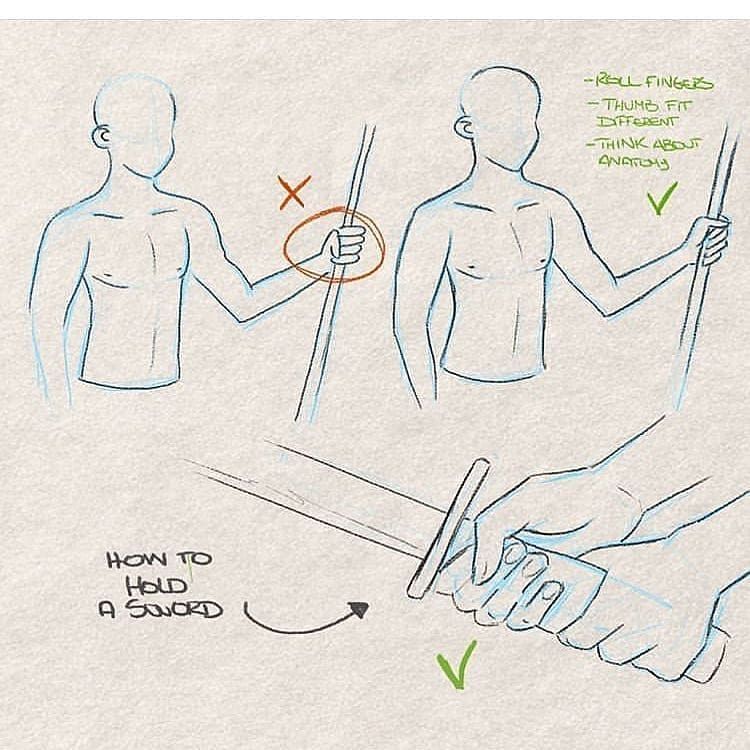 - ROLL FINGERS
- THUMB FIT
DIFFERENT
- THINK ABOUT
ANATOMY
HOW TO
HOLD
A SWORD